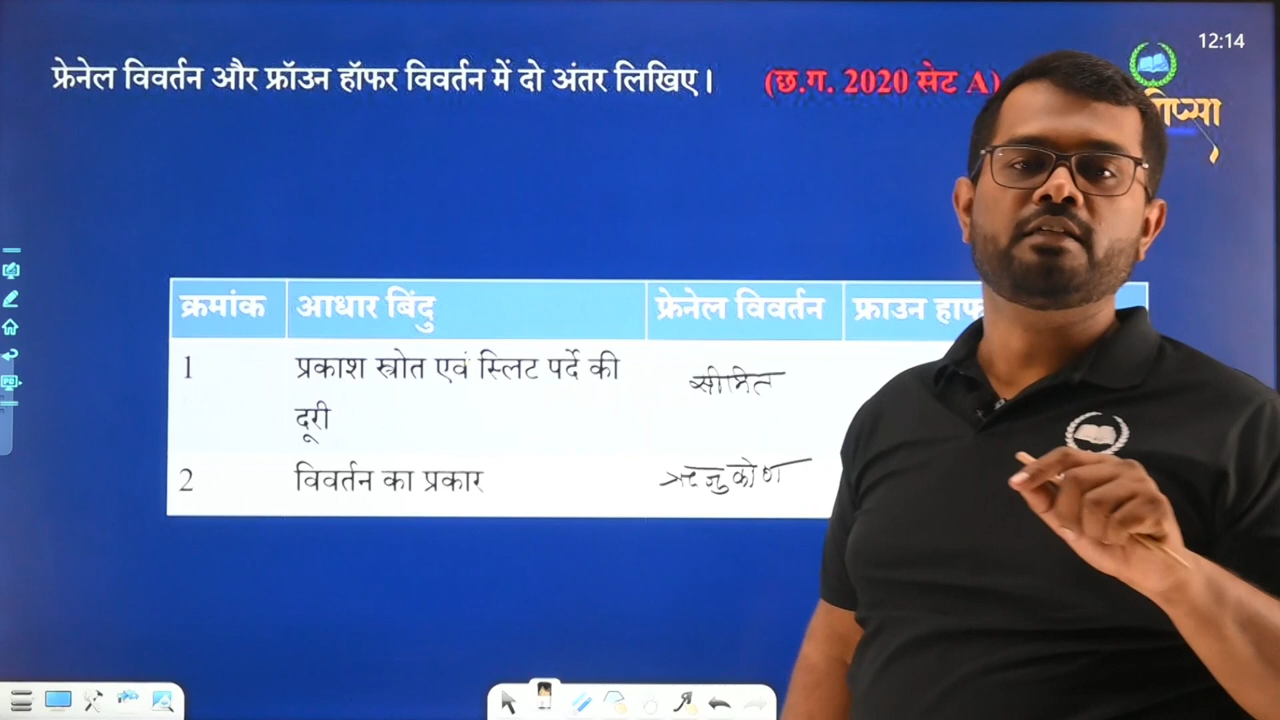 12:14
फ्रेनेल विवर्तन और फ्रॉउन हॉफर विवर्तन में दो अंतर लिखिए। (छ.ग. 2020 सेट A)
क्रमांक आधार बिंदु फ्रेनेल विवर्तन फ्राउन
1 प्रकाश स्त्रोत एवं स्लिट पर्दे की सीमित
दूरी
2 विवर्तन का प्रकार ऋजुकोण